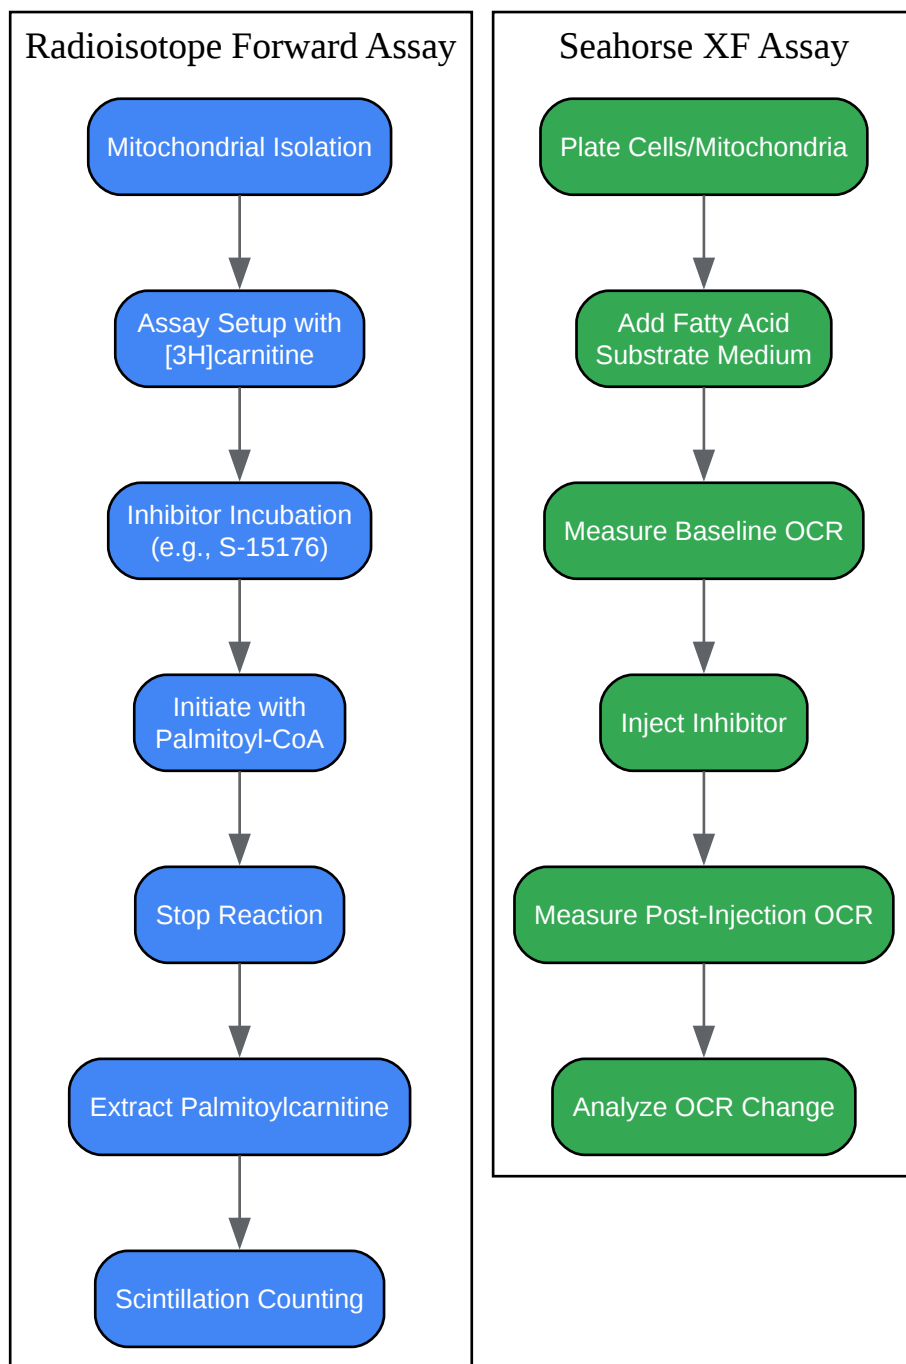 Radioisotope Forward Assay
Mitochondrial Isolation
Assay Setup with
[3H]carnitine
Inhibitor Incubation
(e.g., S-15176)
Initiate with
Palmitoyl-CoA
Stop Reaction
Extract Palmitoylcarnitine
Scintillation Counting
Seahorse XF Assay
Plate Cells/Mitochondria
Add Fatty Acid
Substrate Medium
Measure Baseline OCR
Inject Inhibitor
Measure Post-Injection OCR
Analyze OCR Change